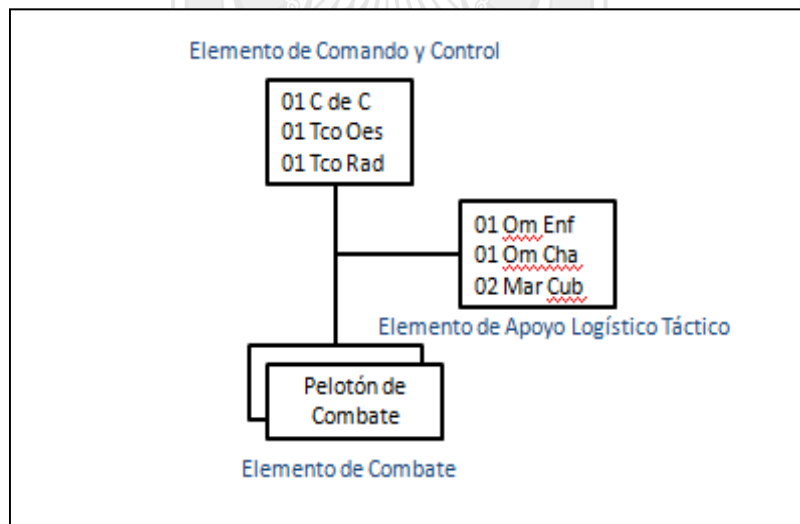 Elemento de Comando y Control
01 C de C
01 Tco Oes
01 Tco Rad
01 Om Enf
01 Om Cha
02 Mar Cub
Elemento de Apoyo Logístico Táctico
Pelotón de
Combate
Elemento de Combate